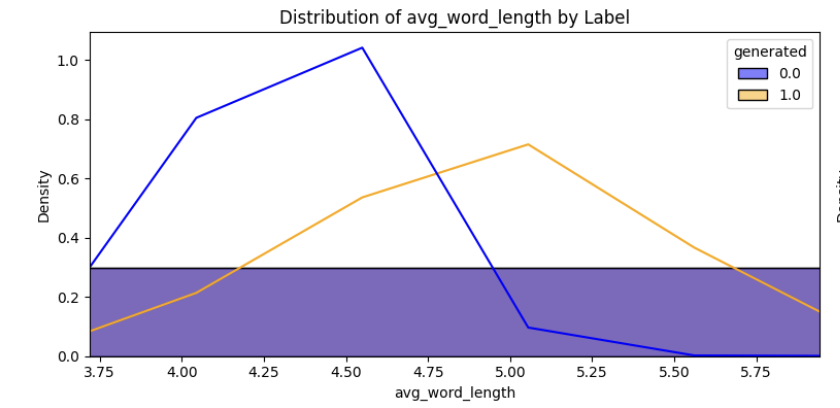 Distribution of avg_word_length by Label
generated
0.0
1.0
Density
1.0
0.8
0.6
0.4
0.2
0.0
3.75 4.00 4.25 4.50 4.75 5.00 5.25 5.50 5.75
avg_word_length